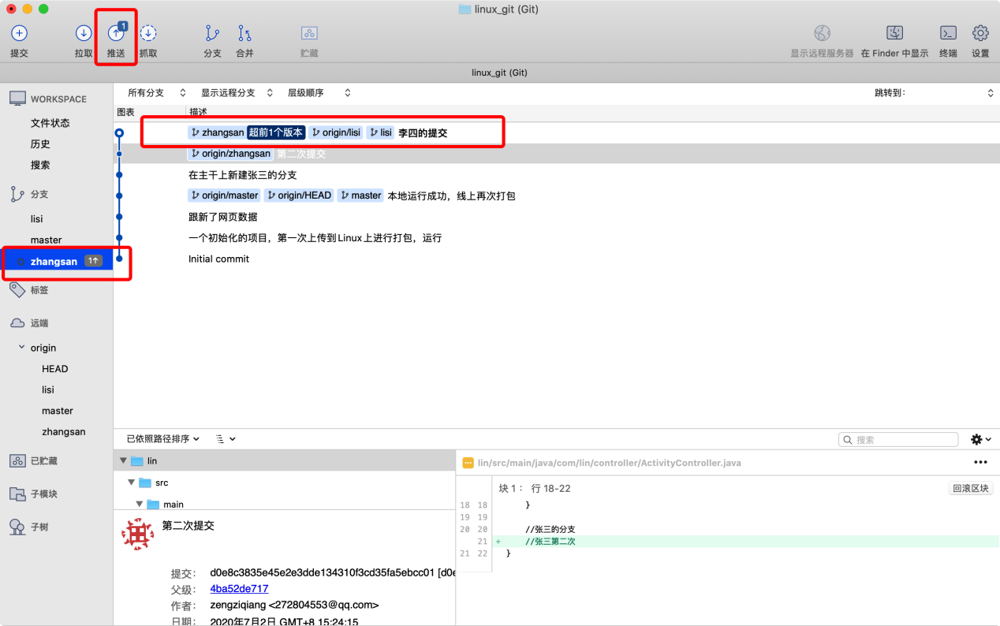 linux_git (Git)
提交 拉取 1 推送 抓取 分支 合并 贮藏 显示远程服务器 在 Finder 中显示 终端 设置
linux_git (Git)
WORKSPACE
文件状态
历史
搜索
分支
lisi
master
zhangsan 1↑
标签
远端
origin
HEAD
lisi
master
zhangsan
已贮藏
子模块
子树
所有分支 显示远程分支 层级顺序 跳转到:
图表 描述
zhangsan 超前1个版本 origin/lisi lisi 李四的提交
origin/zhangsan 第二次提交
在主干上新建张三的分支
origin/master origin/HEAD master 本地运行成功，线上再次打包
跟新了网页数据
一个初始化的项目，第一次上传到Linux上进行打包，运行
Initial commit
已依照路径排序 搜索
lin
src
main
第二次提交
提交: d0e8c3835e45e2e3dde134310f3cd35fa5ebcc01 [d0e
父级: 4ba52de717
作者: zengziqiang <272804553@qq.com>
日期: 2020年7月2日 GMT+8 15:24:15
lin/src/main/java/com/lin/controller/ActivityController.java
块 1： 行 18-22 回滚区块
18 18 }
19 19
20 20 //张三的分支
21 + //张三第二次
21 22 }